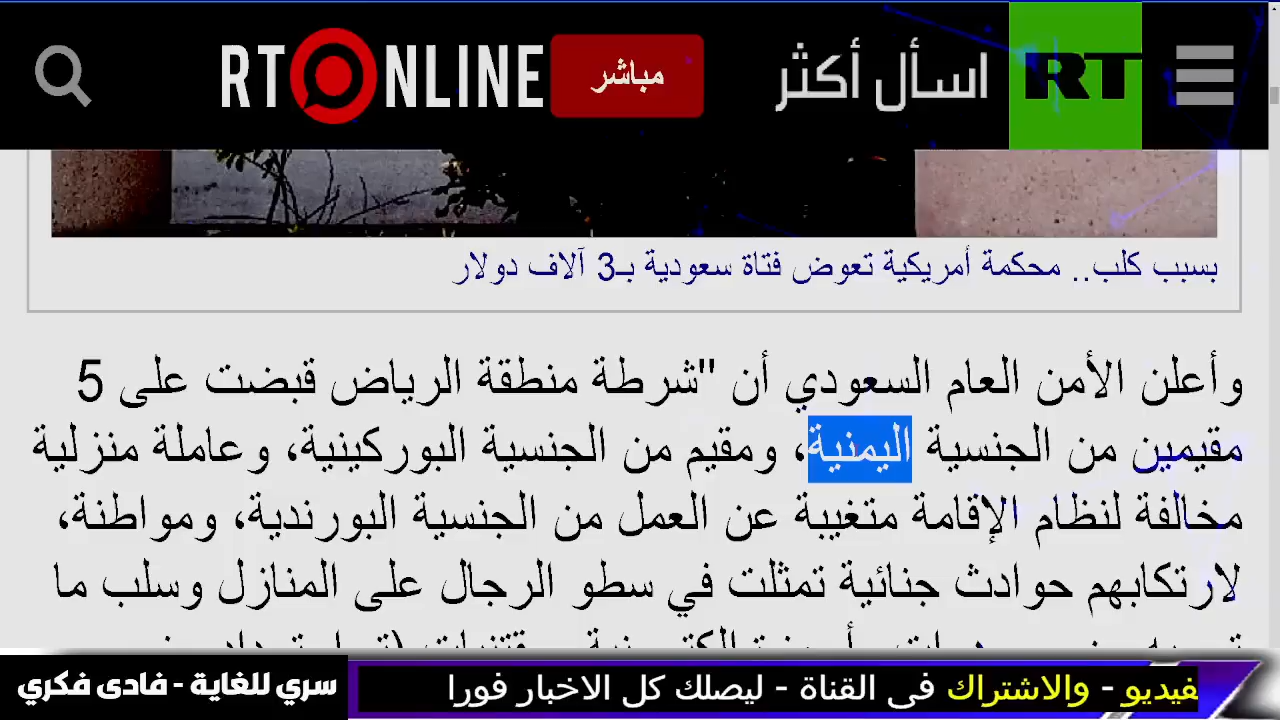 RT
اسأل أكثر
مباشر
RT ONLINE
بسبب كلب.. محكمة أمريكية تعوض فتاة سعودية بـ3 آلاف دولار
وأعلن الأمن العام السعودي أن "شرطة منطقة الرياض قبضت على 5
مقيمين من الجنسية اليمنية، ومقيم من الجنسية البوركينية، وعاملة منزلية
مخالفة لنظام الإقامة متغيبة عن العمل من الجنسية البورندية، ومواطنة،
لارتكابهم حوادث جنائية تمثلت في سطو الرجال على المنازل وسلب ما
فيديو - والاشتراك فى القناة - ليصلك كل الاخبار فورا
سري للغاية - فادى فكري